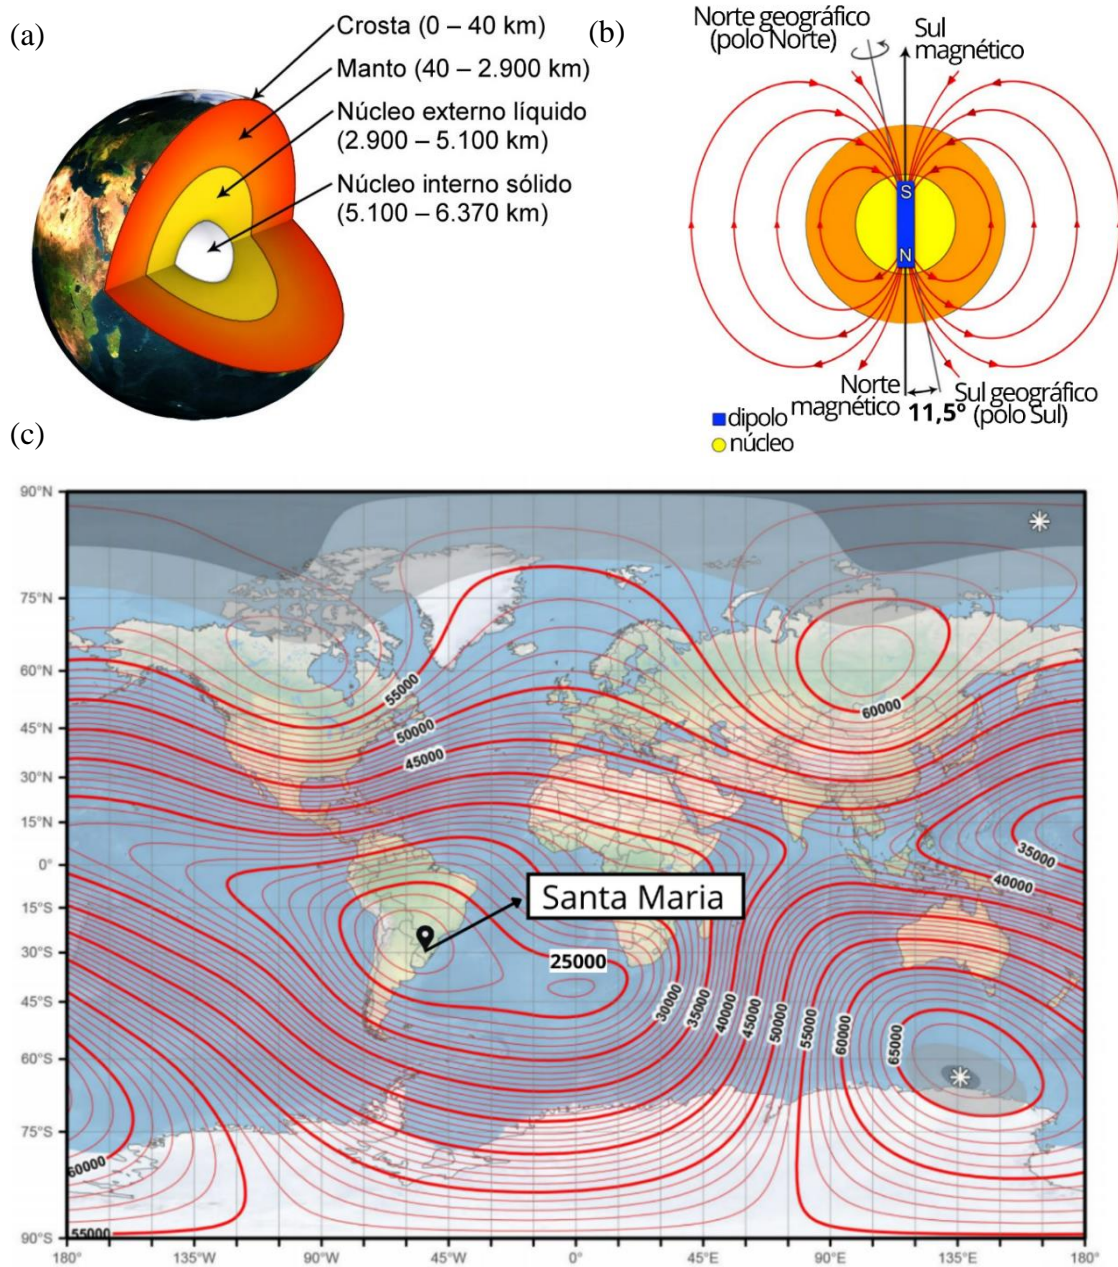 (a)
Crosta (0 – 40 km)
Manto (40 – 2.900 km)
Núcleo externo líquido
(2.900 – 5.100 km)
Núcleo interno sólido
(5.100 – 6.370 km)
(b)
Norte geográfico
(polo Norte)
Sul
magnético
S
N
Norte
magnético
11,5º
Sul geográfico
(polo Sul)
dipolo
núcleo
(c)
90°N
75°N
60°N
45°N
30°N
15°N
0°
15°S
30°S
45°S
60°S
75°S
90°S
55000
50000
45000
60000
35000
40000
Santa Maria
25000
30000
35000
40000
45000
50000
55000
60000
65000
60000
55000
180°
135°W
90°W
45°W
0°
45°E
90°E
135°E
180°